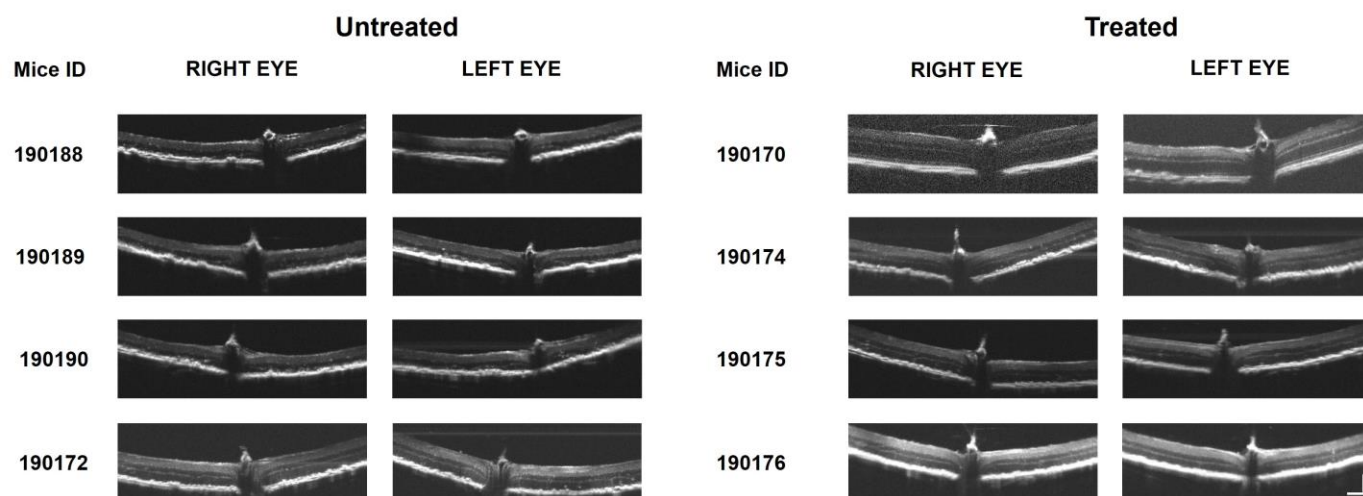 Untreated Treated
Mice ID RIGHT EYE LEFT EYE Mice ID RIGHT EYE LEFT EYE
190188 190170
190189 190174
190190 190175
190172 190176